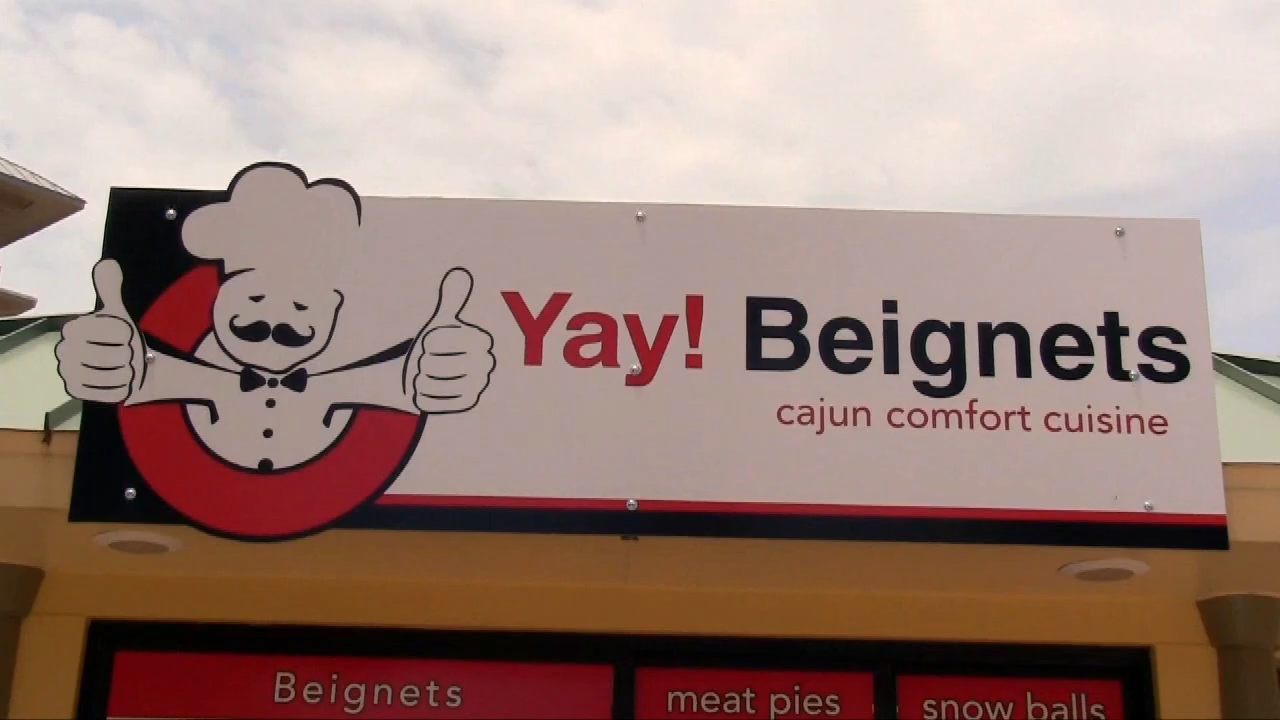 Yay! Beignets
cajun comfort cuisine
Beignets
meat pies
snow balls